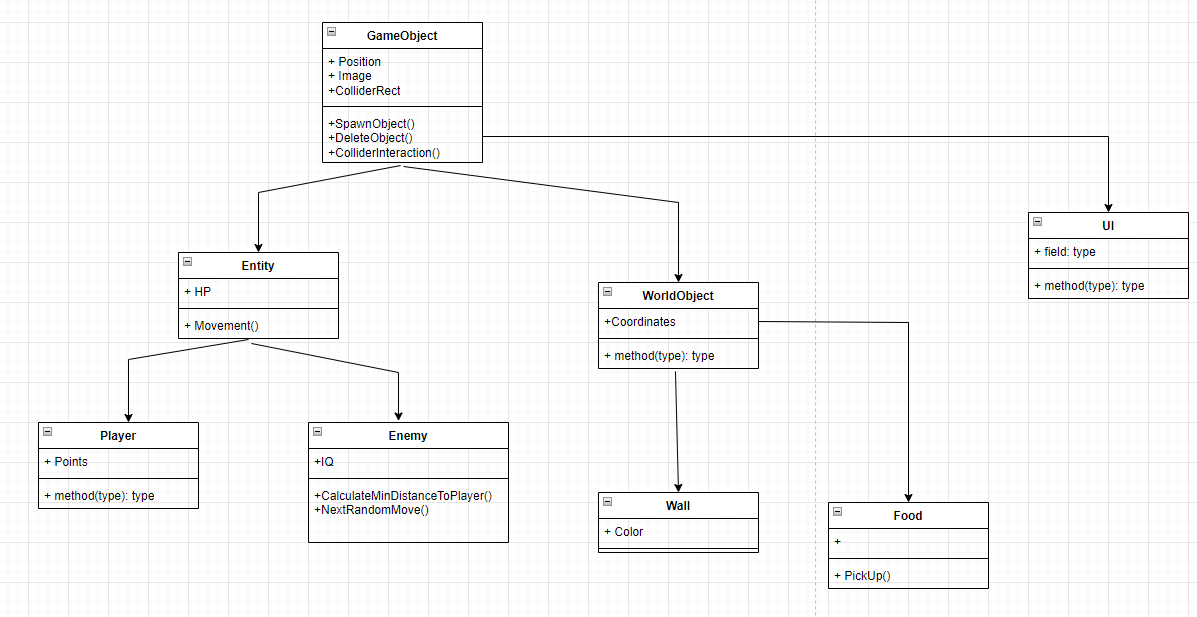 GameObject
+ Position
+ Image
+ColliderRect
+SpawnObject()
+DeleteObject()
+ColliderInteraction()
UI
+ field: type
+ method(type): type
Entity
+ HP
+ Movement()
WorldObject
+Coordinates
+ method(type): type
Player
+ Points
+ method(type): type
Enemy
+IQ
+CalculateMinDistanceToPlayer()
+NextRandomMove()
Wall
+ Color
Food
+
+ PickUp()